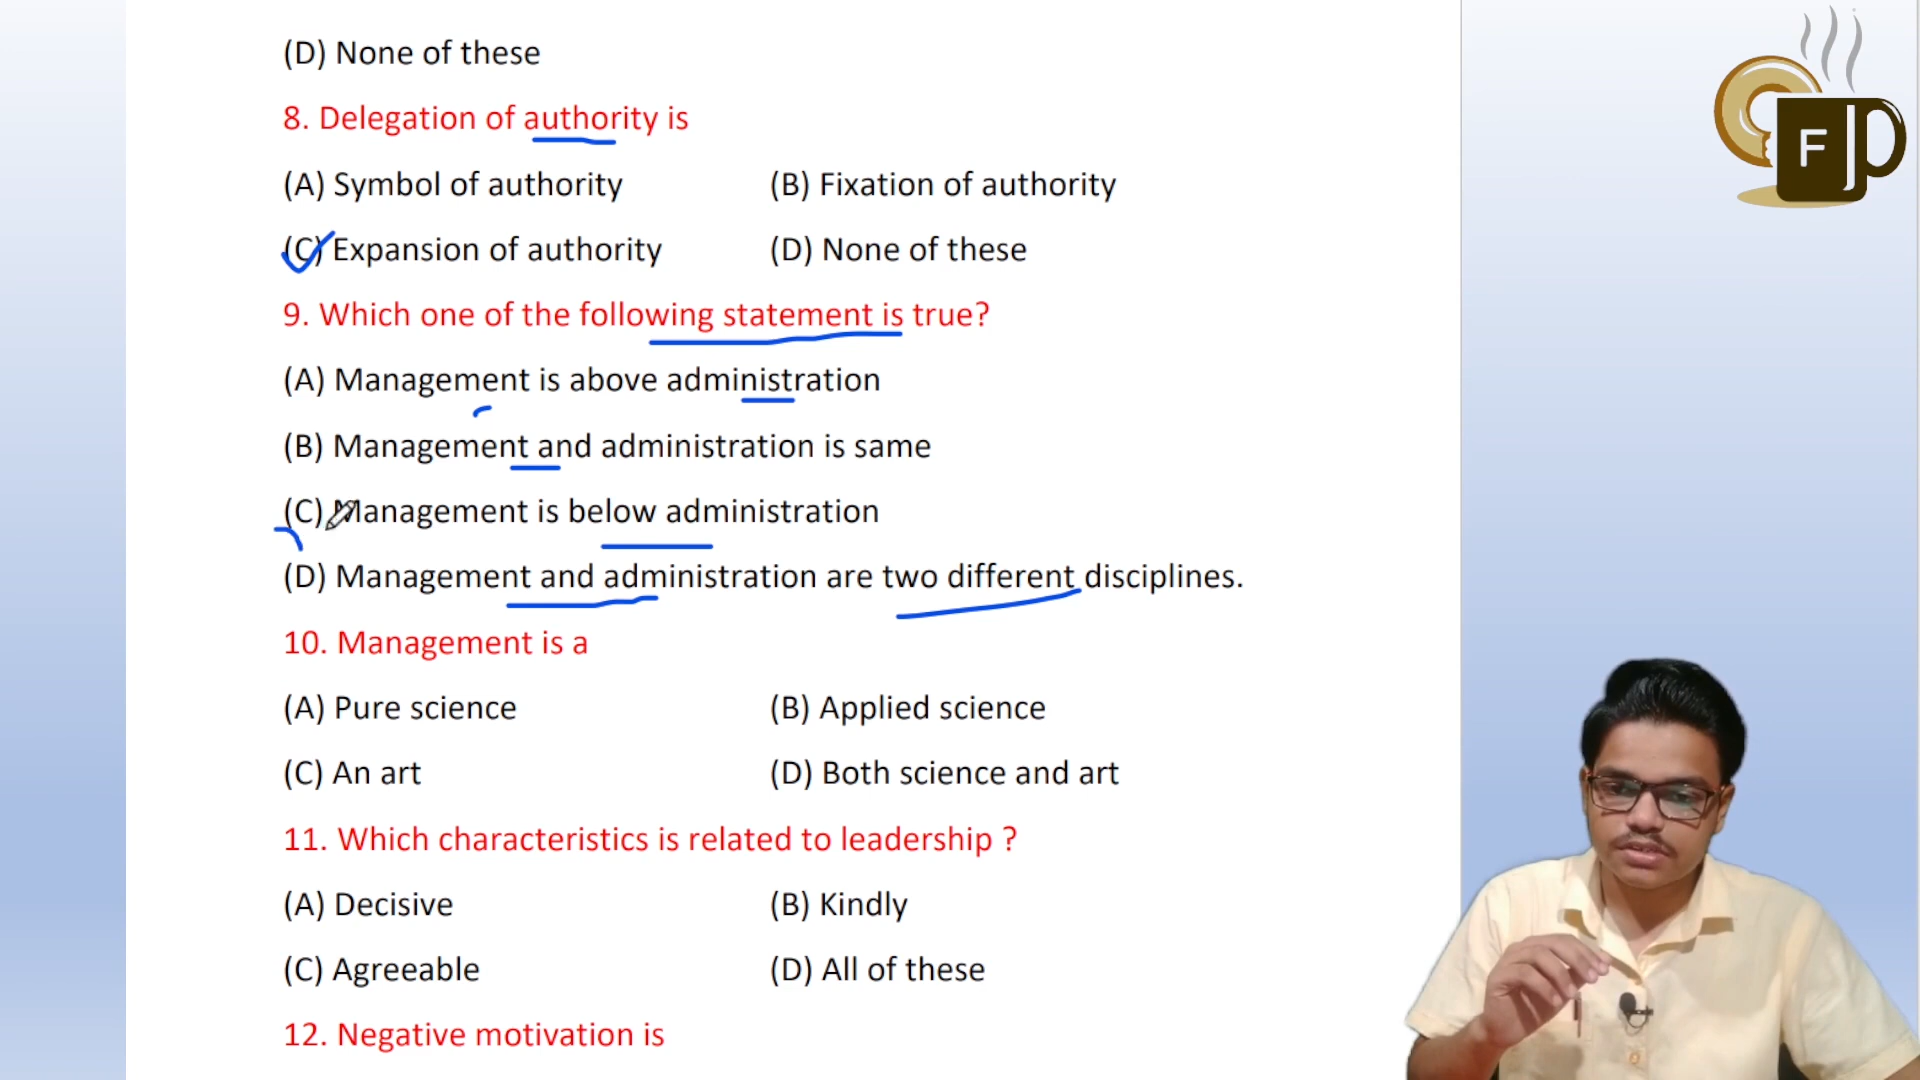 (D) None of these
8. Delegation of authority is
(A) Symbol of authority (B) Fixation of authority
(C) Expansion of authority (D) None of these
9. Which one of the following statement is true?
(A) Management is above administration
(B) Management and administration is same
(C) Management is below administration
(D) Management and administration are two different disciplines.
10. Management is a
(A) Pure science (B) Applied science
(C) An art (D) Both science and art
11. Which characteristics is related to leadership ?
(A) Decisive (B) Kindly
(C) Agreeable (D) All of these
12. Negative motivation is
FJP